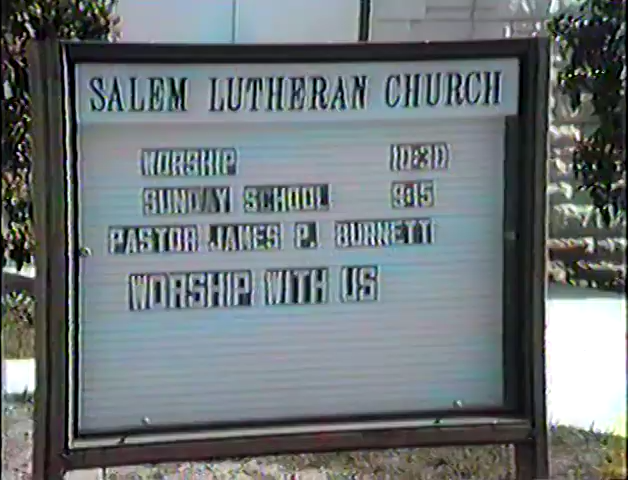 SALEM LUTHERAN CHURCH
WORSHIP 10:30
SUNDAY SCHOOL 9:15
PASTOR JAMES P. BURNETT
WORSHIP WITH US